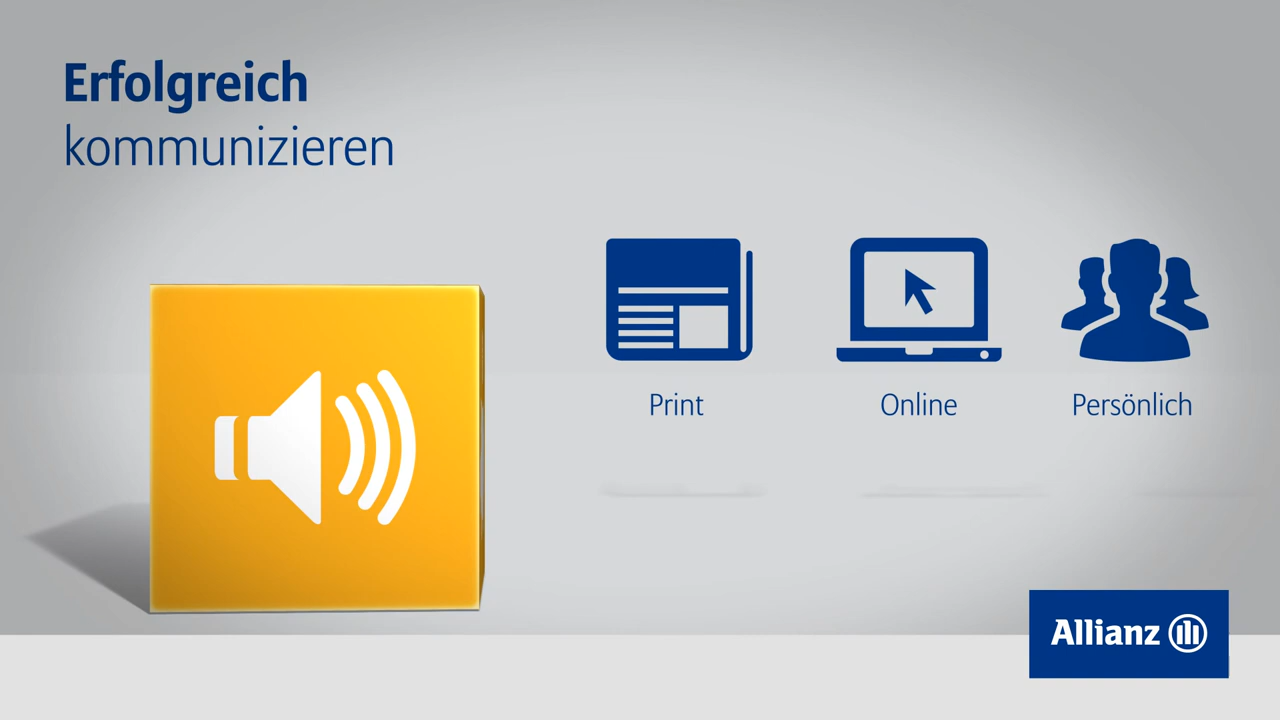 Erfolgreich
kommunizieren
Print
Online
Persönlich
Allianz